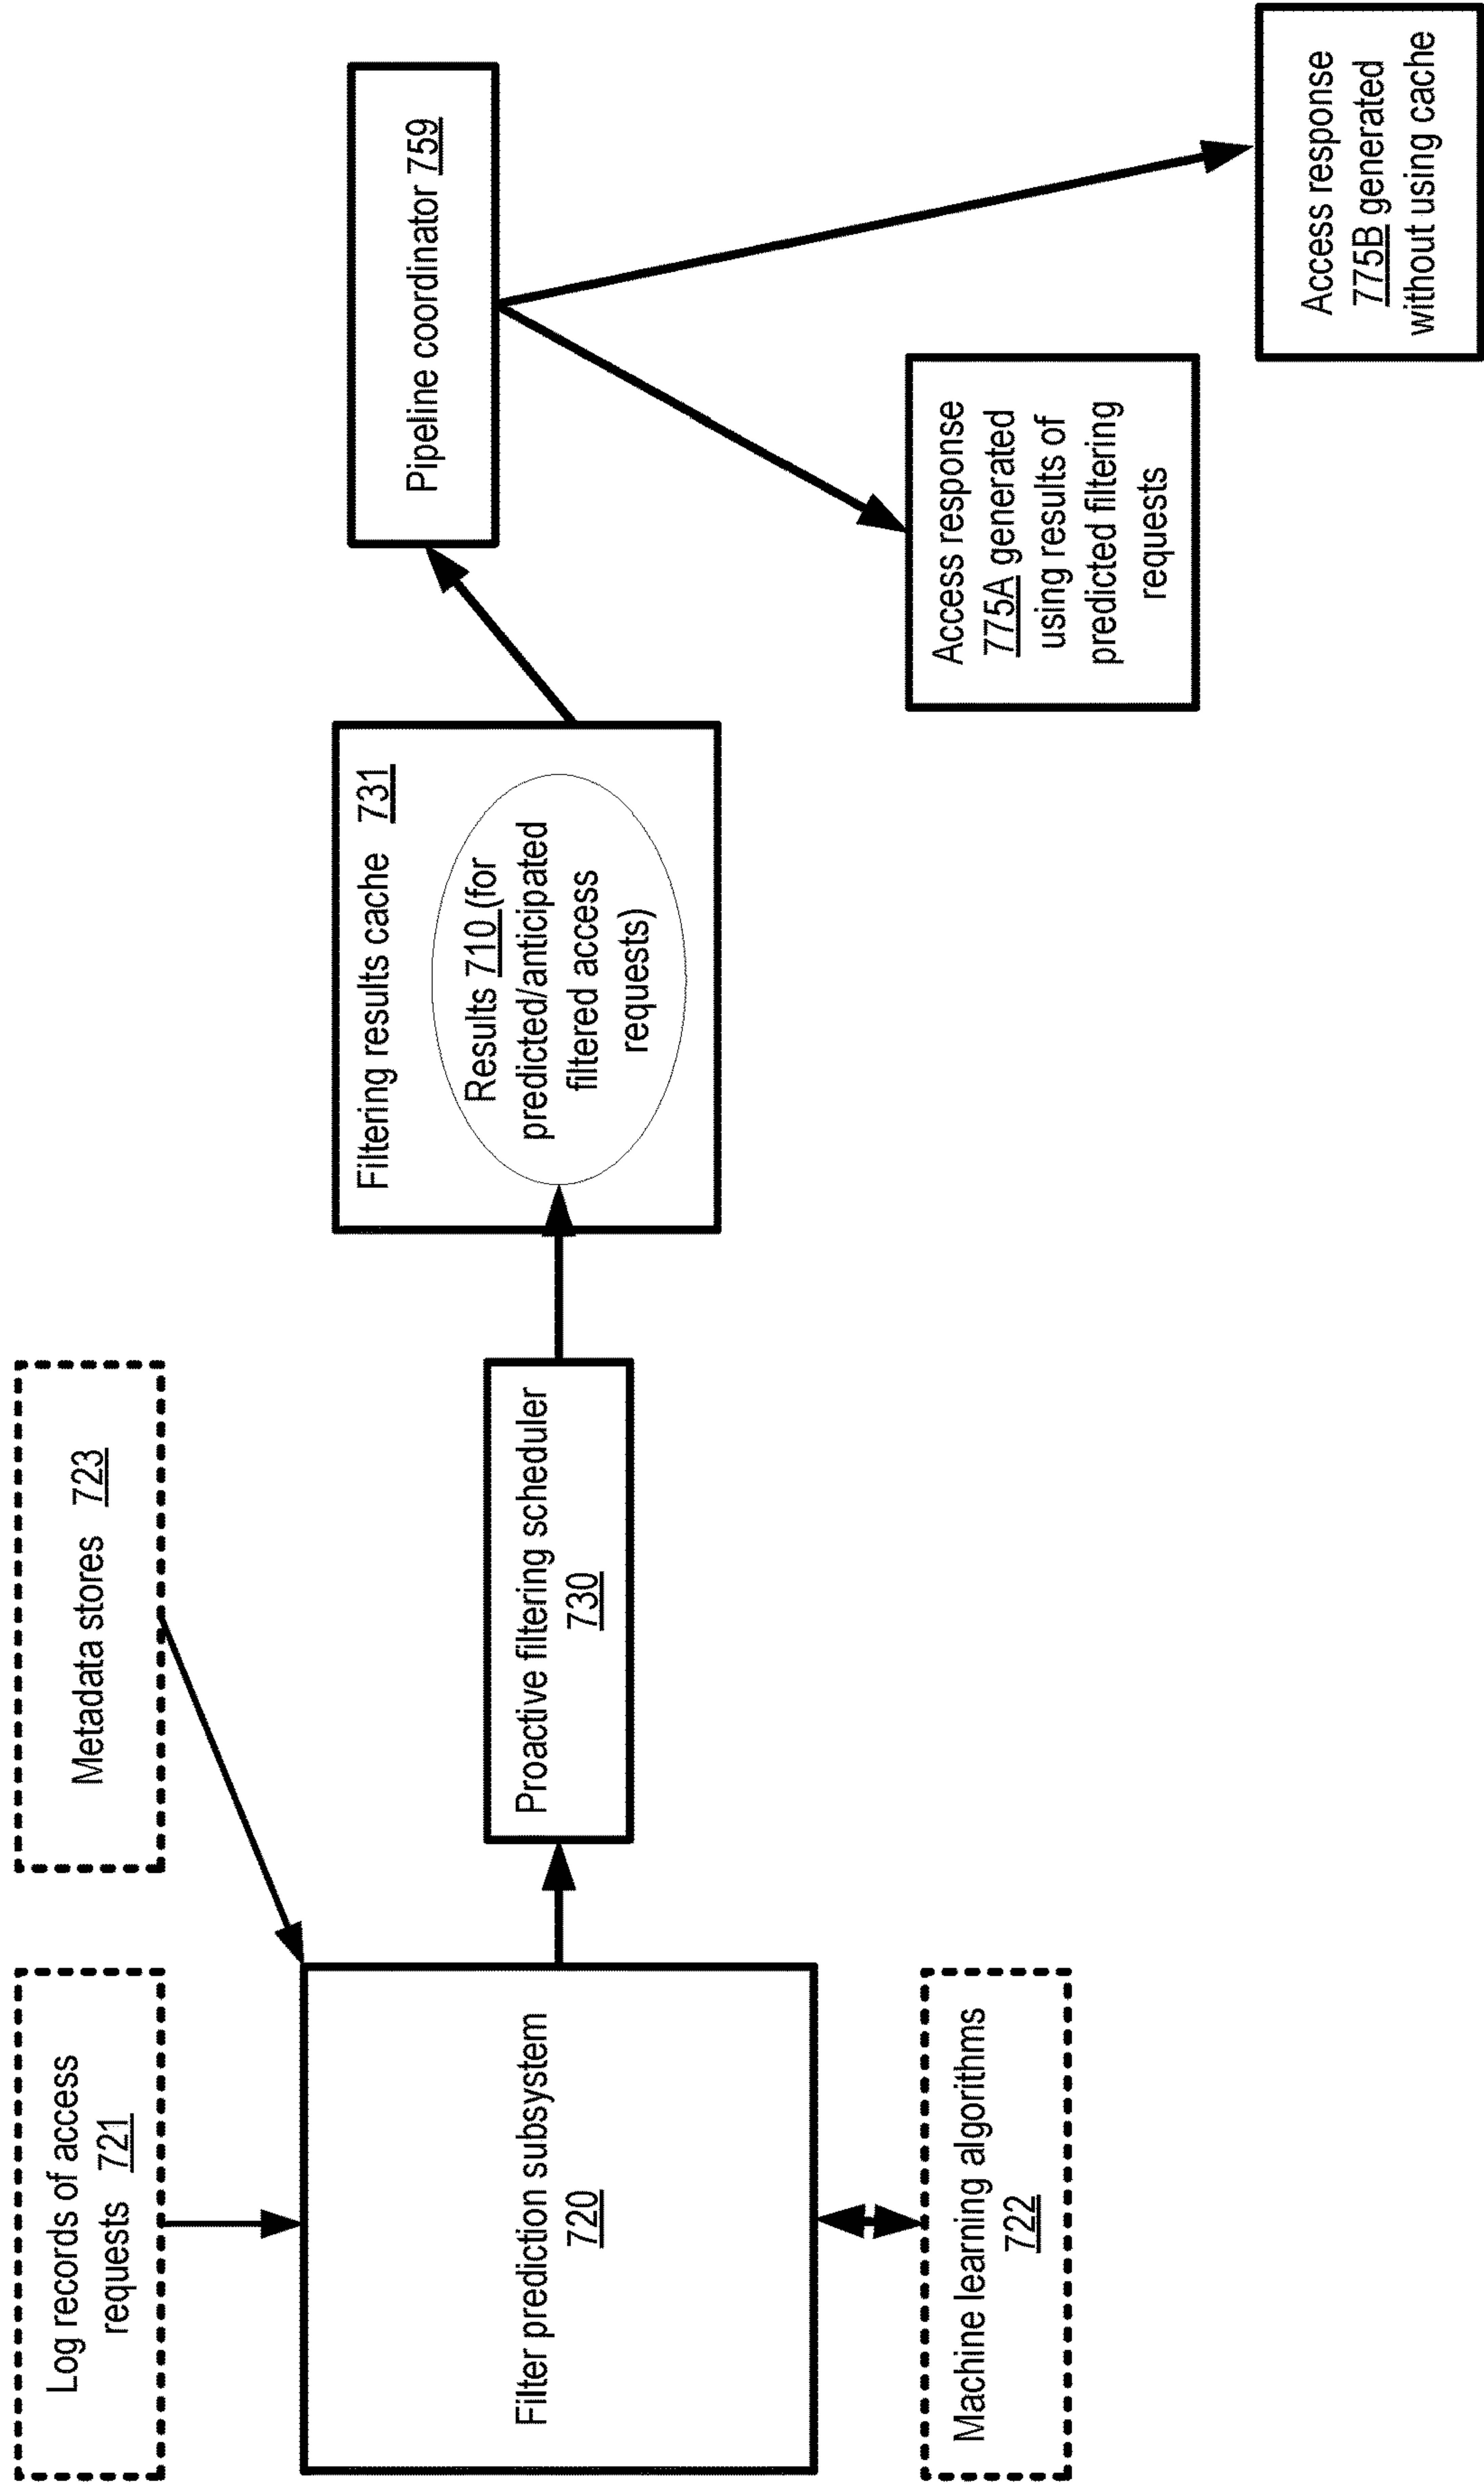 Log records of access
requests 721
Metadata stores 723
Filter prediction subsystem
720
Machine learning algorithms
722
Proactive filtering scheduler
730
Filtering results cache 731
Results 710 (for
predicted/anticipated
filtered access
requests)
Pipeline coordinator 759
Access response
775A generated
using results of
predicted filtering
requests
Access response
775B generated
without using cache